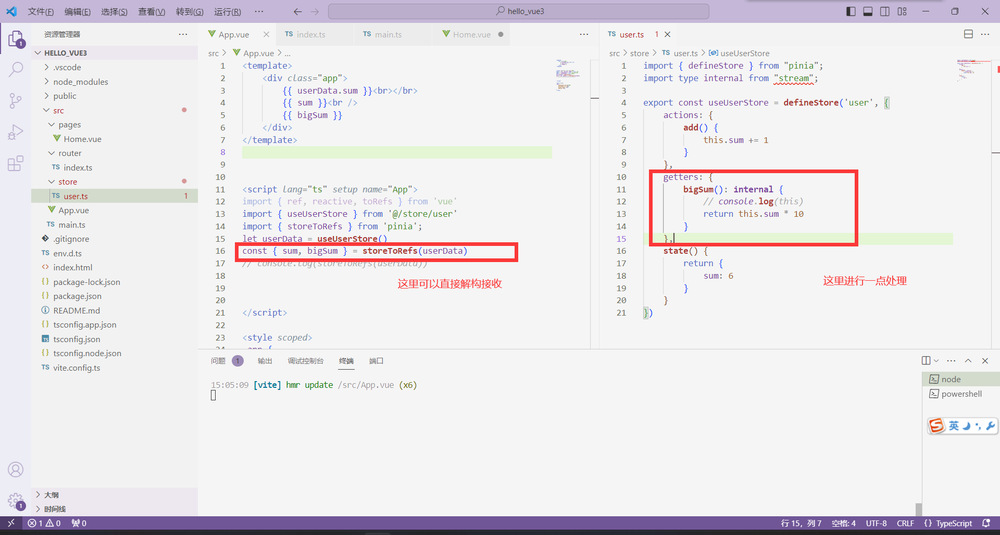 文件(F) 编辑(E) 选择(S) 查看(V) 转到(G) 运行(R) ··· hello_vue3
资源管理器 ···
1
HELLO_VUE3
.vscode
node_modules
public
src
pages
Home.vue
router
index.ts
store
TS user.ts 1
App.vue
TS main.ts
.gitignore
TS env.d.ts
index.html
package-lock.json
package.json
README.md
tsconfig.app.json
tsconfig.json
tsconfig.node.json
TS vite.config.ts
大纲
时间线
1
App.vue TS index.ts TS main.ts Home.vue ···
src > App.vue > ...
1 <template>
2 <div class="app">
3 {{ userData.sum }}<br></br>
4 {{ sum }}<br />
5 {{ bigSum }}
6 </div>
7 </template>
8
9
10
11 <script lang="ts" setup name="App">
12 import { ref, reactive, toRefs } from 'vue'
13 import { useUserStore } from '@/store/user'
14 import { storeToRefs } from 'pinia';
15 let userData = useUserStore()
16 const { sum, bigSum } = storeToRefs(userData)
17 // console.log(storeToRefs(userData))
18
这里可以直接解构接收
19
20
21 </script>
22
23 <style scoped>
TS user.ts 1 ···
src > store > TS user.ts > useUserStore
1 import { defineStore } from "pinia";
2 import type internal from "stream";
3
4 export const useUserStore = defineStore('user', {
5 actions: {
6 add() {
7 this.sum += 1
8 }
9 },
10 getters: {
11 bigSum(): internal {
12 // console.log(this)
13 return this.sum * 10
14 }
15 },
16 state() {
17 return {
18 sum: 6
这里进行一点处理
19 }
20 }
21 })
问题 1 输出 调试控制台 终端 端口
15:05:09 [vite] hmr update /src/App.vue (x6)
node
powershell
S 英
1 0 0 行 15，列 7 空格: 4 UTF-8 CRLF {} TypeScript